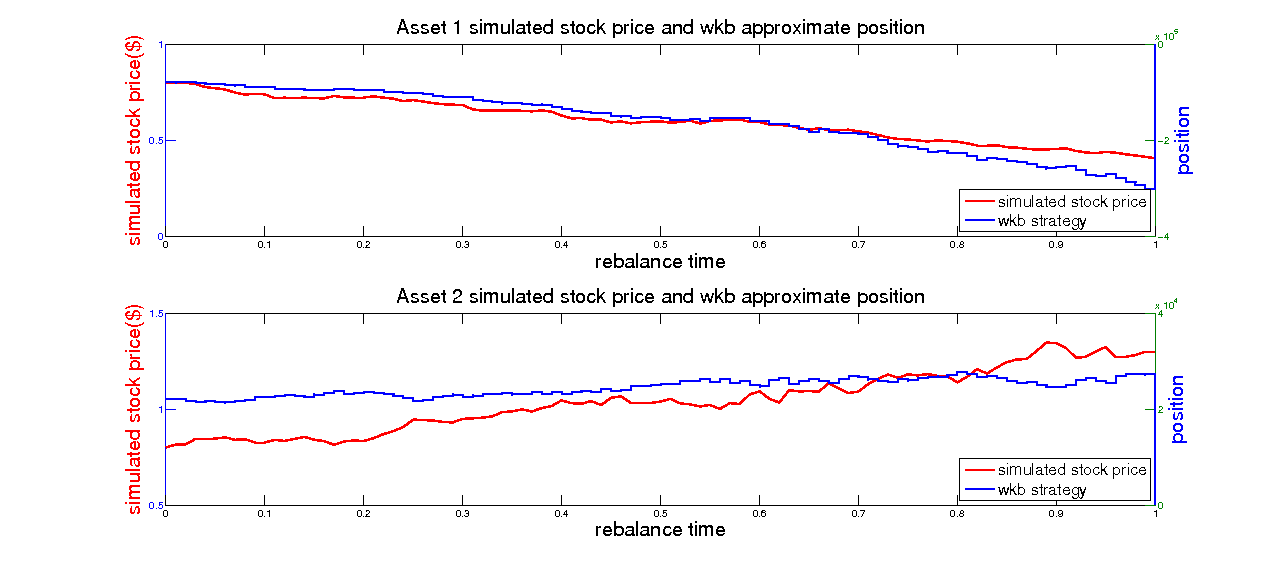 Asset 1 simulated stock price and wkb approximate position
x 10^5
1
0
simulated stock price($)
0.5
-2
position
simulated stock price
wkb strategy
0
-4
0 0.1 0.2 0.3 0.4 0.5 0.6 0.7 0.8 0.9 1
rebalance time
Asset 2 simulated stock price and wkb approximate position
x 10^4
1.5
4
simulated stock price($)
1
2
position
simulated stock price
wkb strategy
0.5
0
0 0.1 0.2 0.3 0.4 0.5 0.6 0.7 0.8 0.9 1
rebalance time